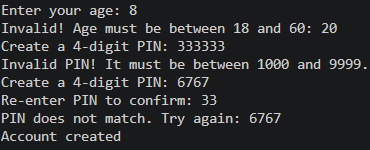 Enter your age: 8
Invalid! Age must be between 18 and 60: 20
Create a 4-digit PIN: 333333
Invalid PIN! It must be between 1000 and 9999.
Create a 4-digit PIN: 6767
Re-enter PIN to confirm: 33
PIN does not match. Try again: 6767
Account created